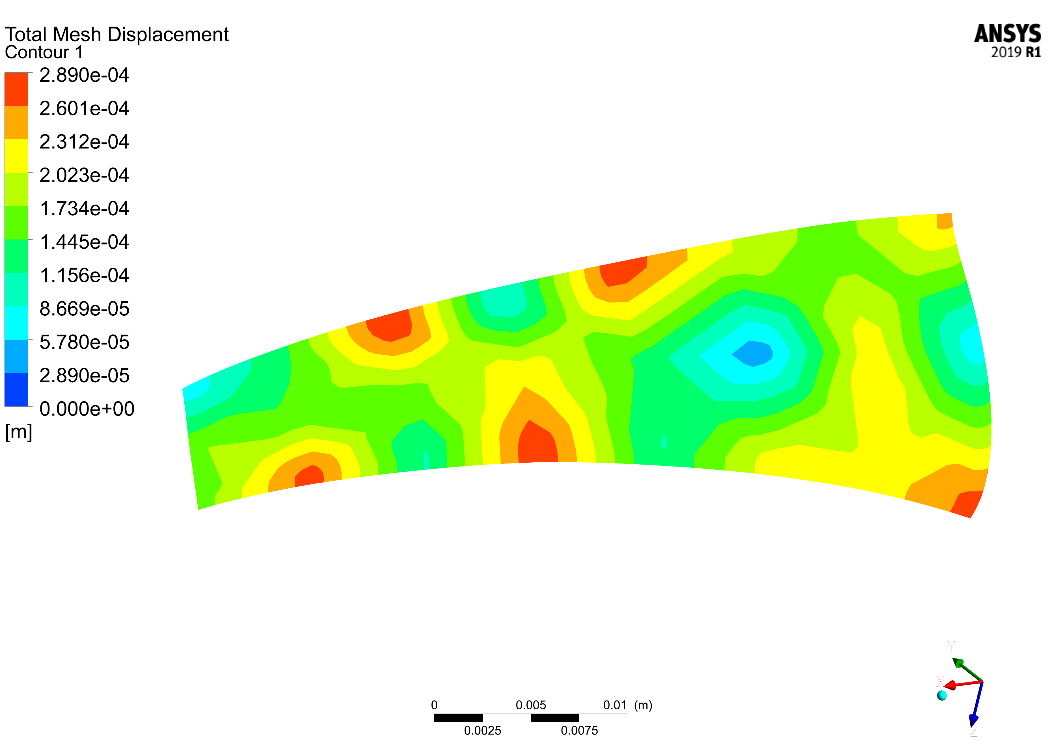 Total Mesh Displacement
Contour 1
ANSYS
2019 R1
2.890e-04
2.601e-04
2.312e-04
2.023e-04
1.734e-04
1.445e-04
1.156e-04
8.669e-05
5.780e-05
2.890e-05
0.000e+00
[m]
0 0.005 0.01 (m)
0.0025 0.0075
Y
X
Z